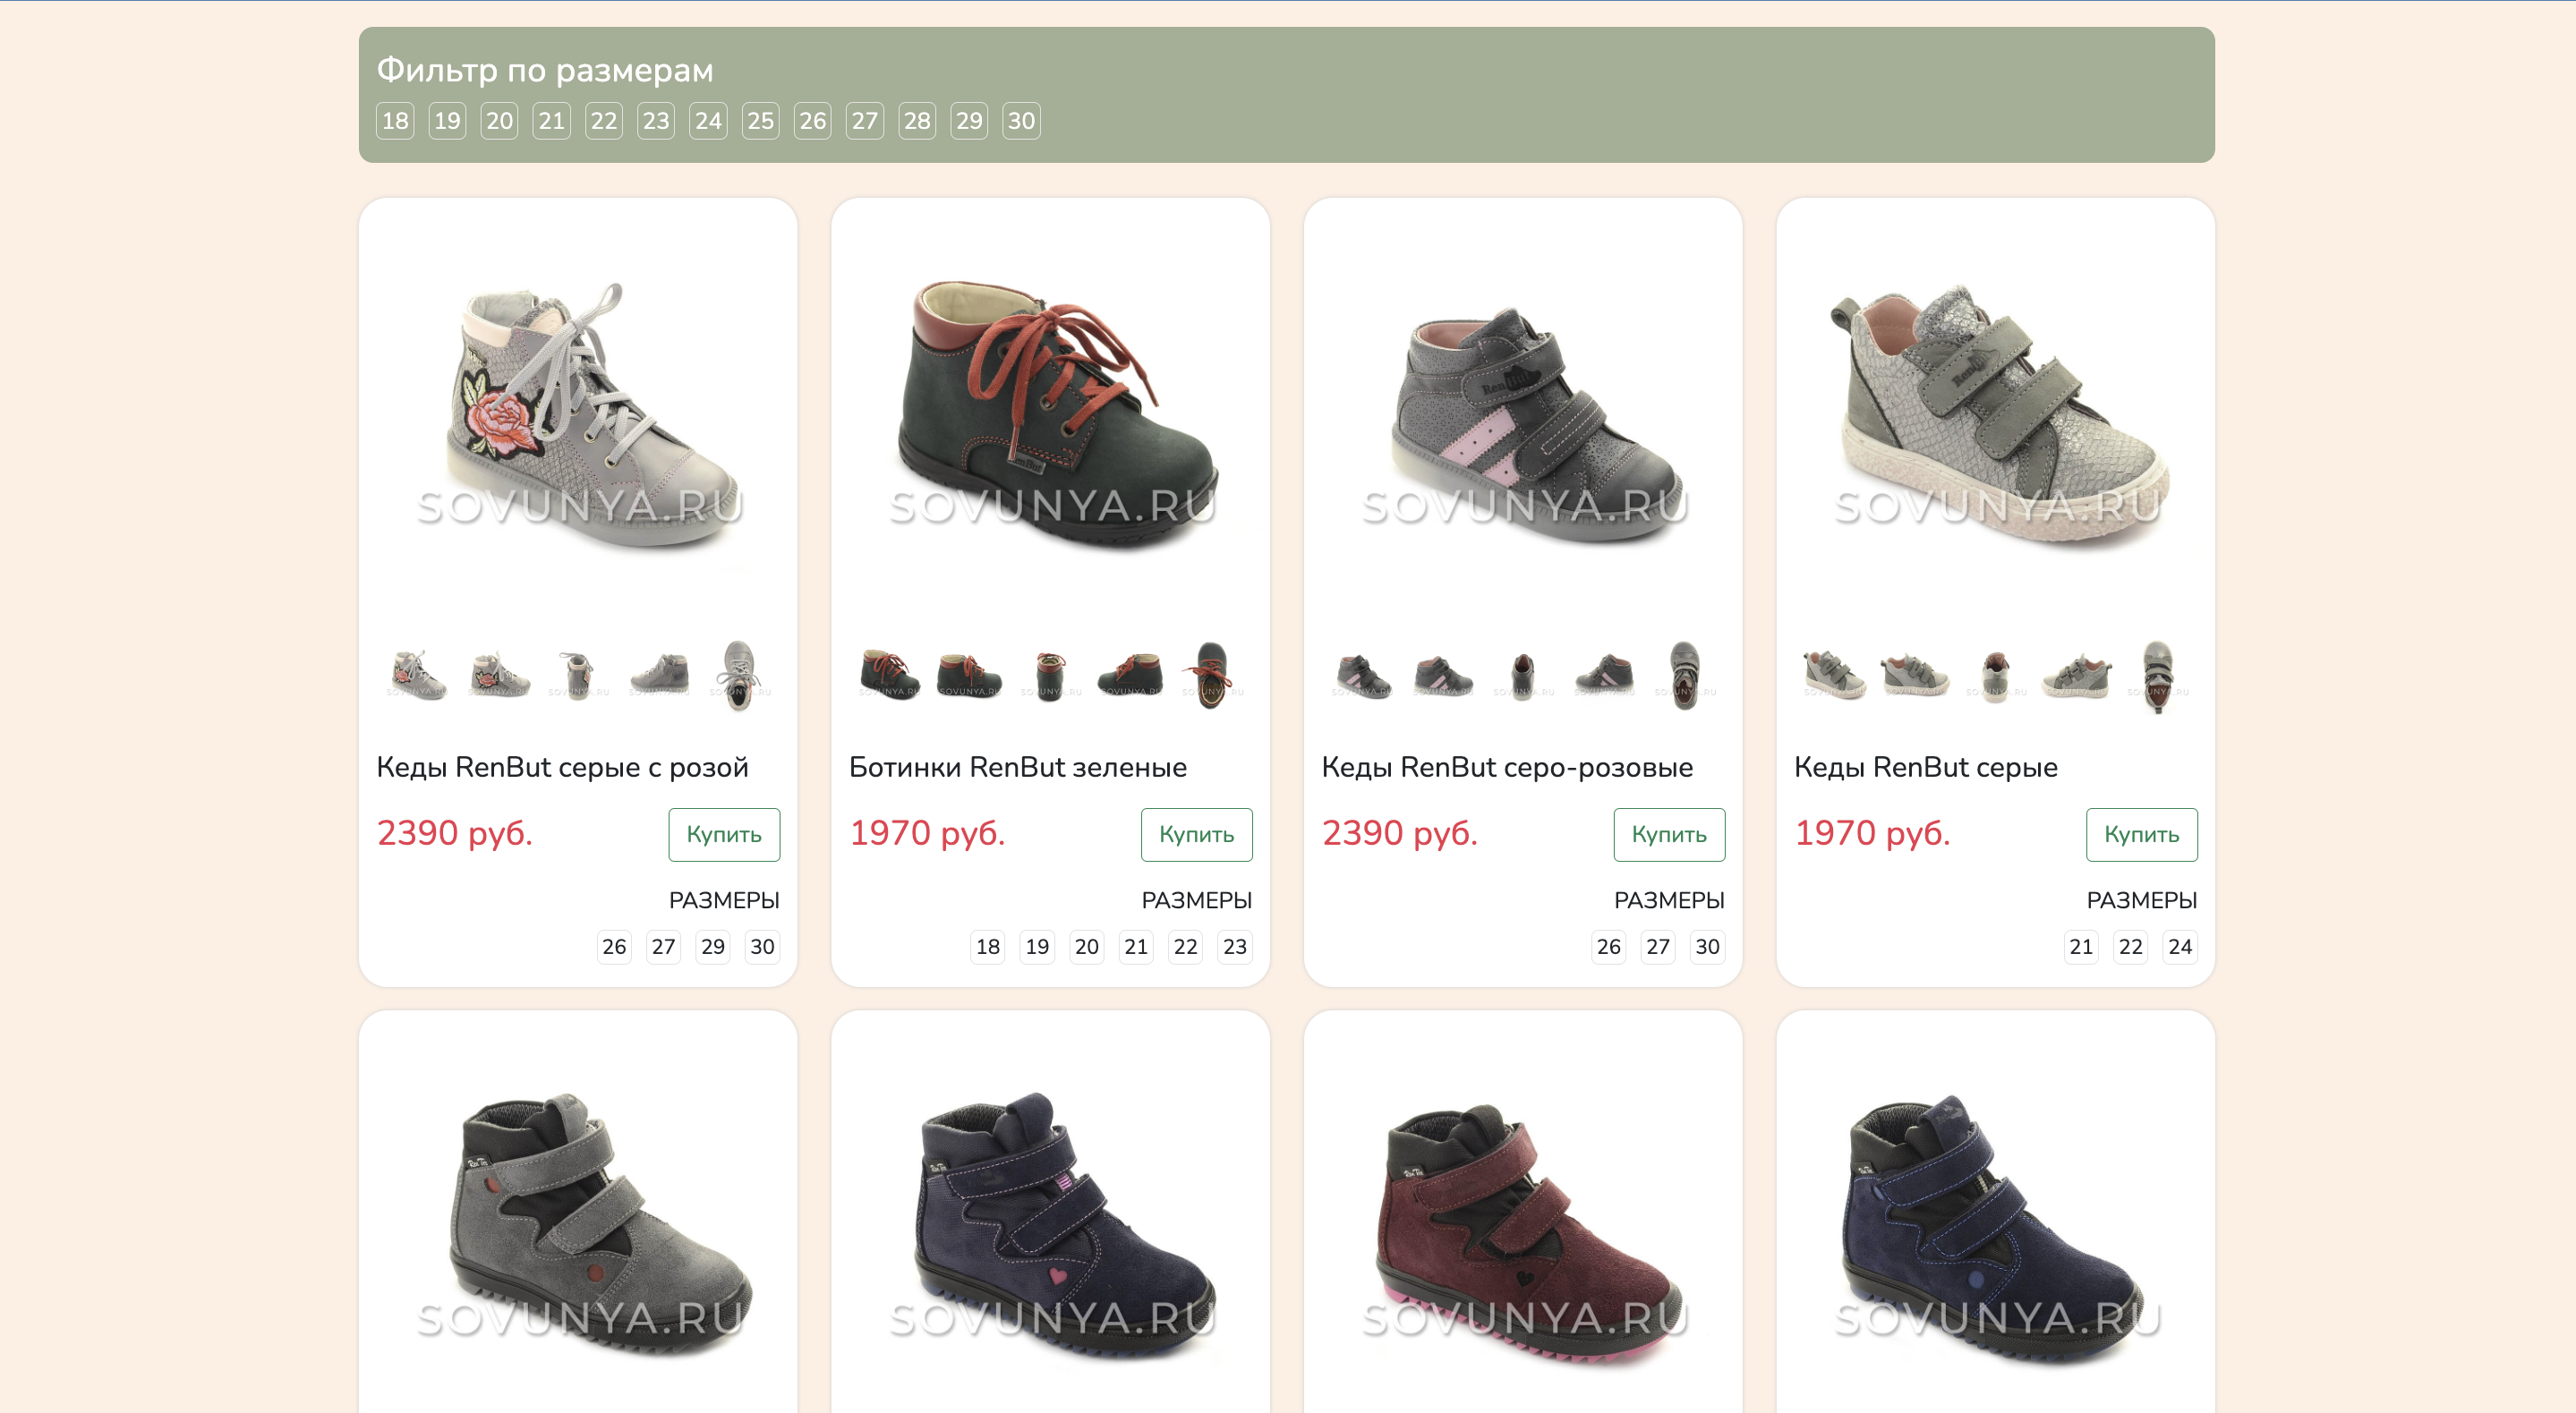 Фильтр по размерам
18 19 20 21 22 23 24 25 26 27 28 29 30
SOVUNYA.RU
SOVUNYA.RU
RenBut
SOVUNYA.RU
SOVUNYA.RU
Кеды RenBut серые с розой
2390 руб.
Купить
РАЗМЕРЫ
26 27 29 30
Ботинки RenBut зеленые
1970 руб.
Купить
РАЗМЕРЫ
18 19 20 21 22 23
Кеды RenBut серо-розовые
2390 руб.
Купить
РАЗМЕРЫ
26 27 30
Кеды RenBut серые
1970 руб.
Купить
РАЗМЕРЫ
21 22 24
SOVUNYA.RU
SOVUNYA.RU
SOVUNYA.RU
SOVUNYA.RU